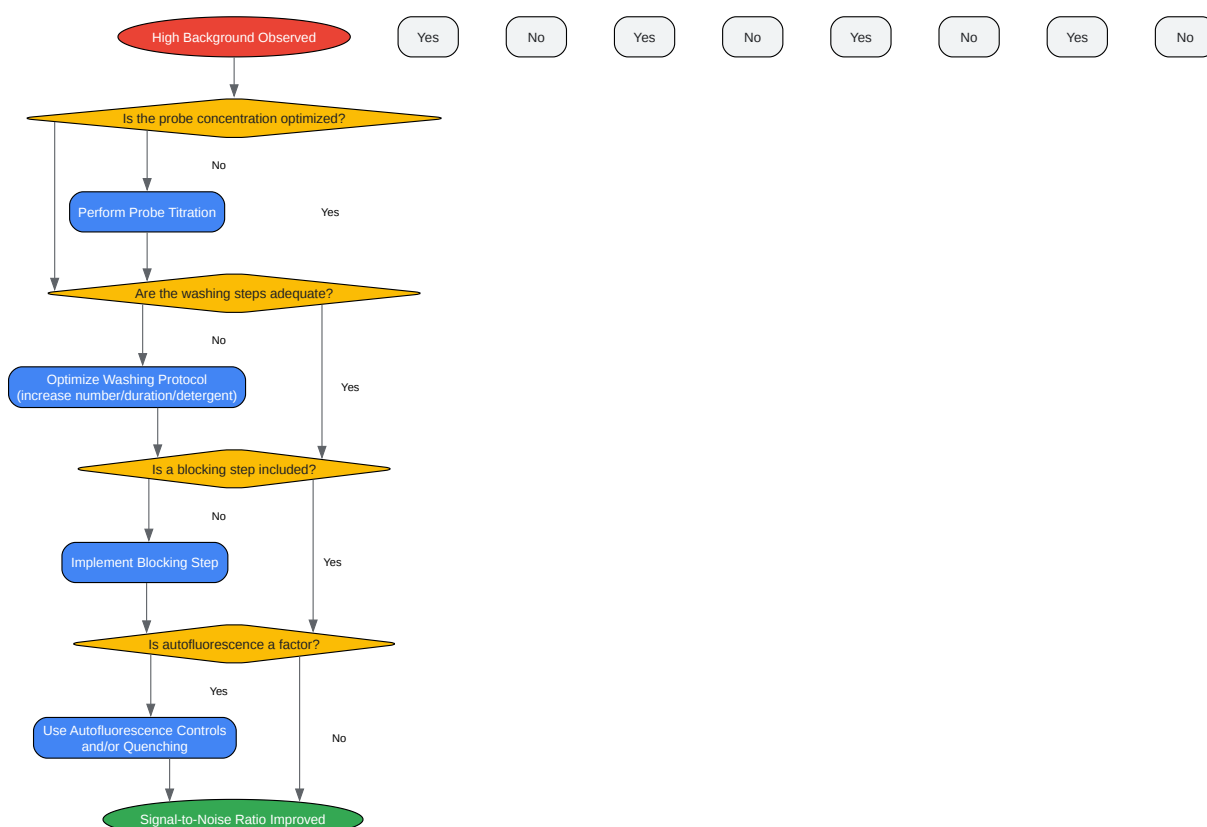 High Background Observed
Yes
No
Yes
No
Yes
No
Yes
No
Is the probe concentration optimized?
No
Perform Probe Titration
Yes
Are the washing steps adequate?
No
Optimize Washing Protocol
(increase number/duration/detergent)
Yes
Is a blocking step included?
No
Implement Blocking Step
Yes
Is autofluorescence a factor?
Yes
Use Autofluorescence Controls
and/or Quenching
No
Signal-to-Noise Ratio Improved